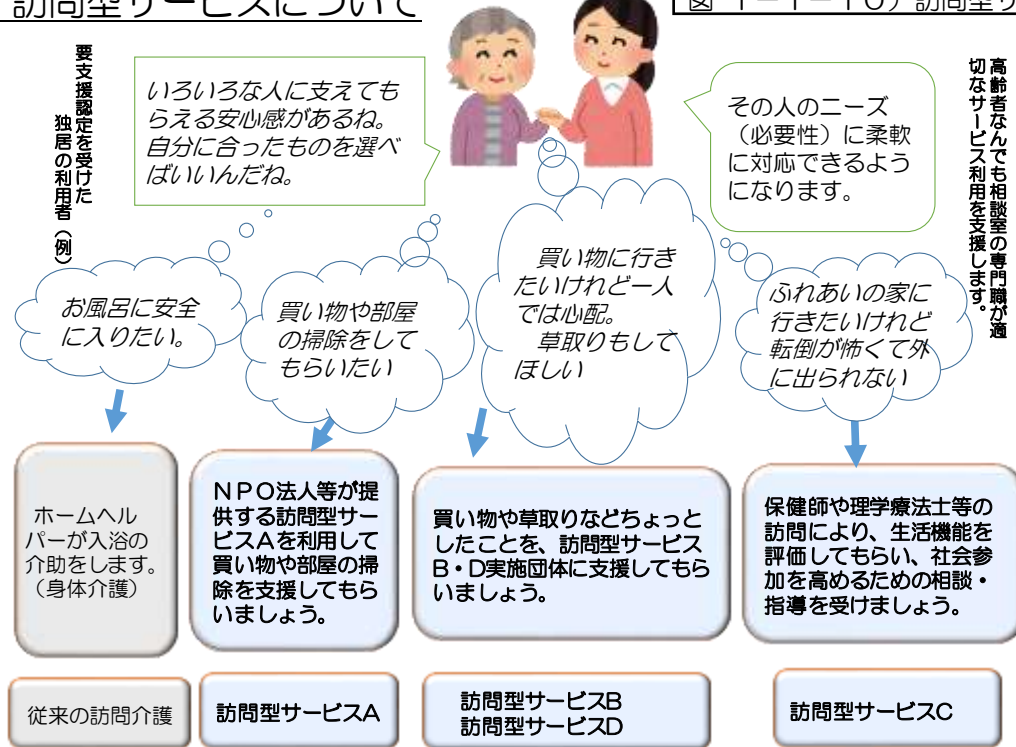 訪問型サービスについて
図 1－1－10）訪問型サ
要支援認定を受けた
独居の利用者（例）
いろいろな人に支えても
らえる安心感があるね。
自分に合ったものを選べ
ばいいんだね。
その人のニーズ
（必要性）に柔軟
に対応できるよう
になります。
高齢者なんでも相談室の専門職が適
切なサービス利用を支援します。
お風呂に安全
に入りたい。
買い物や部屋
の掃除をして
もらいたい
買い物に行き
たいけれど一人
では心配。
草取りもして
ほしい
ふれあいの家に
行きたいけれど
転倒が怖くて外
に出られない
ホームヘル
パーが入浴の
介助をします。
（身体介護）
ＮＰＯ法人等が提
供する訪問型サー
ビスＡを利用して
買い物や部屋の掃
除を支援してもら
いましょう。
買い物や草取りなどちょっと
したことを、訪問型サービス
Ｂ・Ｄ実施団体に支援してもら
いましょう。
保健師や理学療法士等の
訪問により、生活機能を
評価してもらい、社会参
加を高めるための相談・
指導を受けましょう。
従来の訪問介護
訪問型サービスＡ
訪問型サービスＢ
訪問型サービスＤ
訪問型サービスＣ